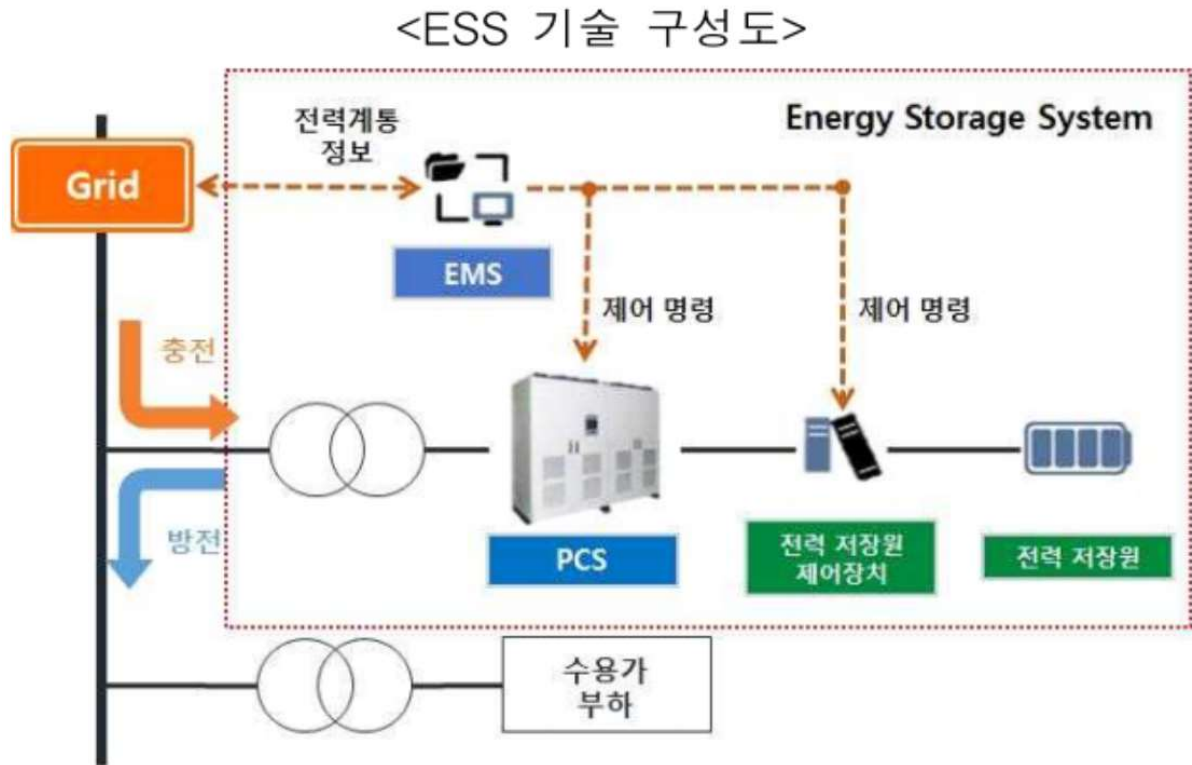 <ESS 기술 구성도>
Energy Storage System
전력계통
정보
Grid
EMS
제어 명령
제어 명령
충전
방전
PCS
전력 저장원
제어장치
전력 저장원
수용가
부하